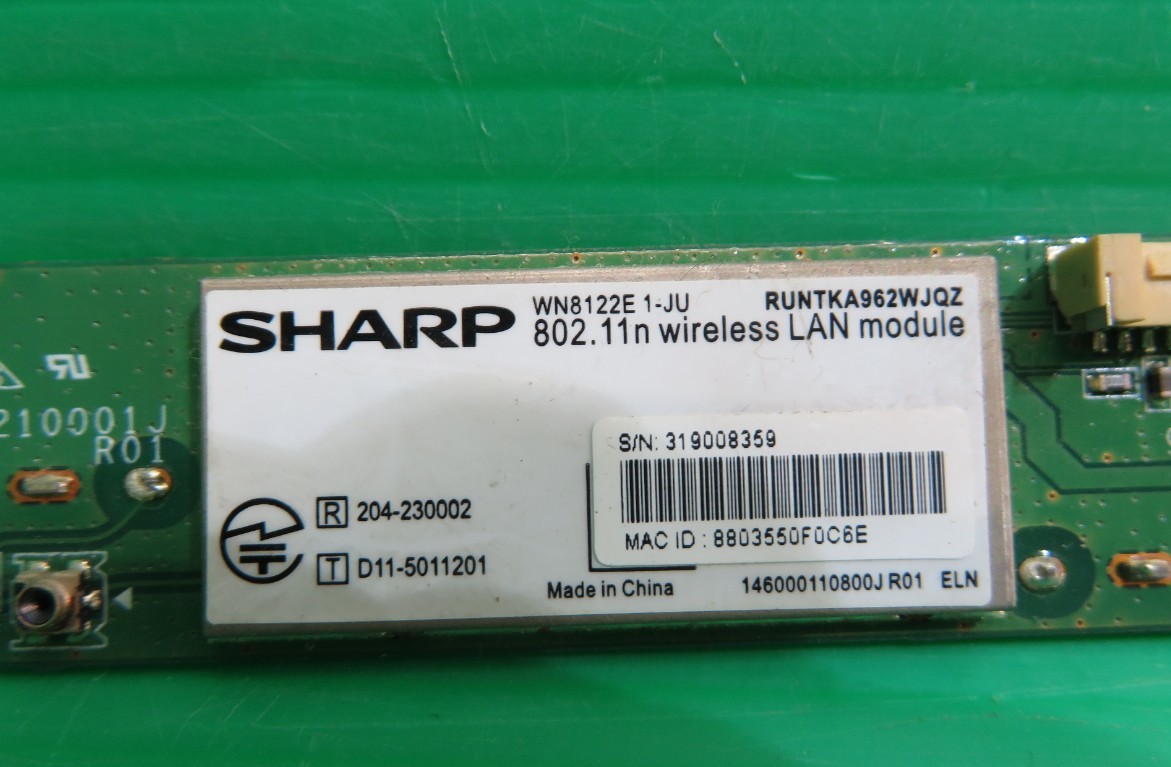 SHARP
WN8122E 1-JU
RUNTKA962WJQZ
802.11n wireless LAN module
210001J
R01
S/N: 319008359
R 204-230002
MAC ID : 8803550F0C6E
T D11-5011201
Made in China
146000110800J R01 ELN